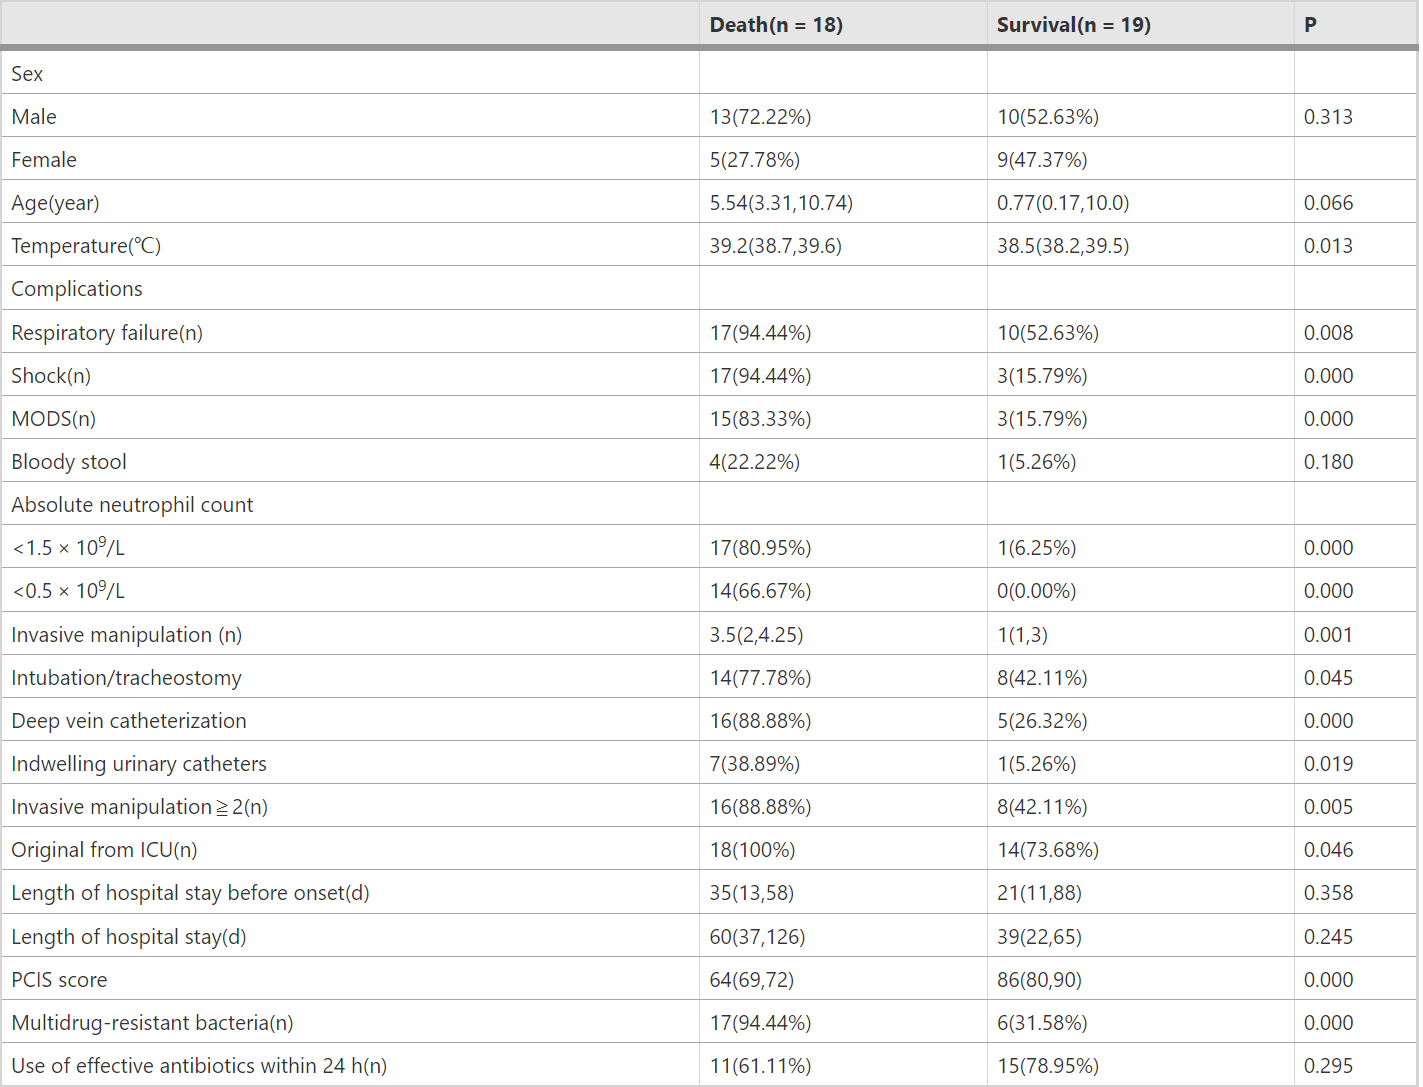 Death(n = 18) Survival(n = 19) P
Sex
Male 13(72.22%) 10(52.63%) 0.313
Female 5(27.78%) 9(47.37%)
Age(year) 5.54(3.31,10.74) 0.77(0.17,10.0) 0.066
Temperature(℃) 39.2(38.7,39.6) 38.5(38.2,39.5) 0.013
Complications
Respiratory failure(n) 17(94.44%) 10(52.63%) 0.008
Shock(n) 17(94.44%) 3(15.79%) 0.000
MODS(n) 15(83.33%) 3(15.79%) 0.000
Bloody stool 4(22.22%) 1(5.26%) 0.180
Absolute neutrophil count
<1.5 × 10⁹/L 17(80.95%) 1(6.25%) 0.000
<0.5 × 10⁹/L 14(66.67%) 0(0.00%) 0.000
Invasive manipulation (n) 3.5(2,4.25) 1(1,3) 0.001
Intubation/tracheostomy 14(77.78%) 8(42.11%) 0.045
Deep vein catheterization 16(88.88%) 5(26.32%) 0.000
Indwelling urinary catheters 7(38.89%) 1(5.26%) 0.019
Invasive manipulation≧2(n) 16(88.88%) 8(42.11%) 0.005
Original from ICU(n) 18(100%) 14(73.68%) 0.046
Length of hospital stay before onset(d) 35(13,58) 21(11,88) 0.358
Length of hospital stay(d) 60(37,126) 39(22,65) 0.245
PCIS score 64(69,72) 86(80,90) 0.000
Multidrug-resistant bacteria(n) 17(94.44%) 6(31.58%) 0.000
Use of effective antibiotics within 24 h(n) 11(61.11%) 15(78.95%) 0.295